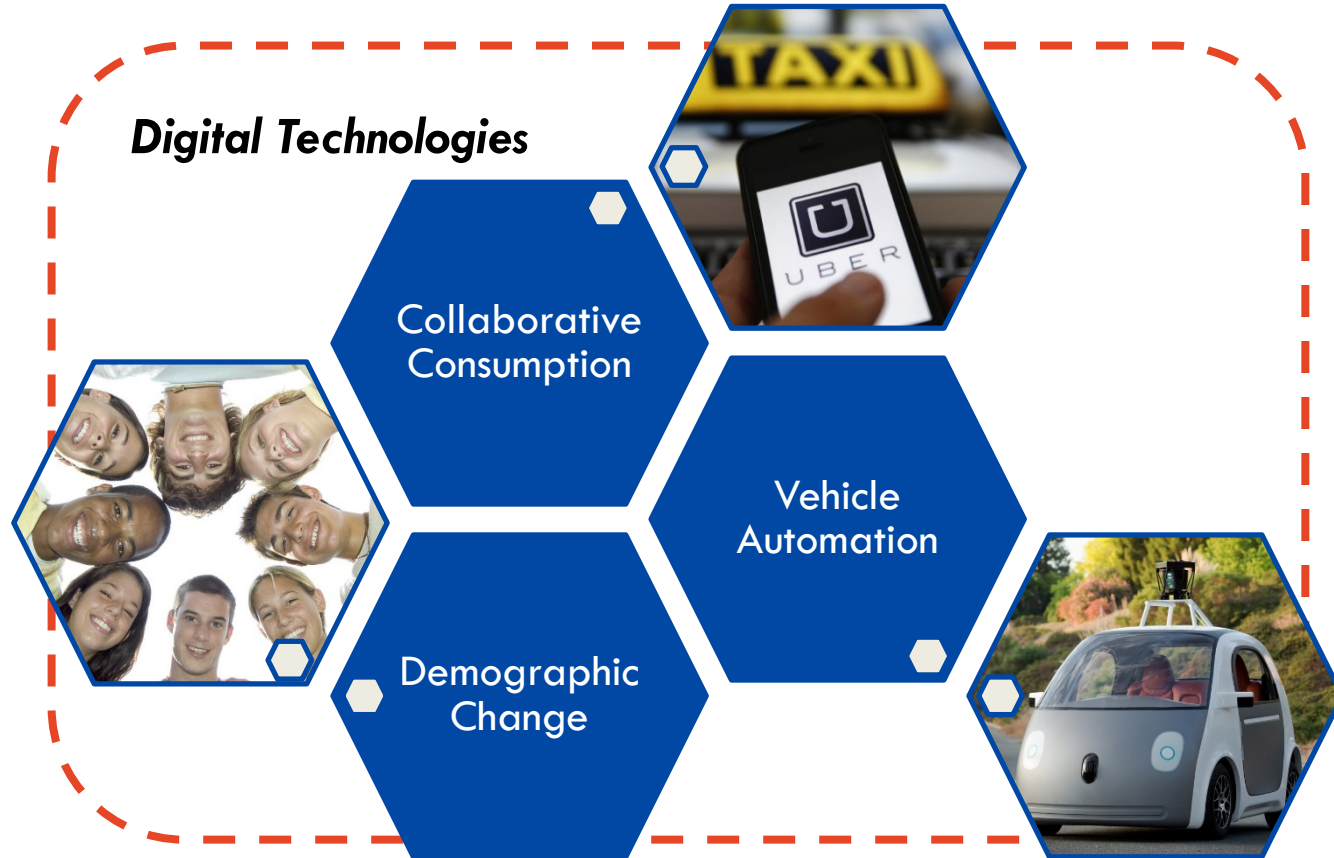 TAXI
Digital Technologies
UBER
Collaborative
Consumption
Vehicle
Automation
Demographic
Change